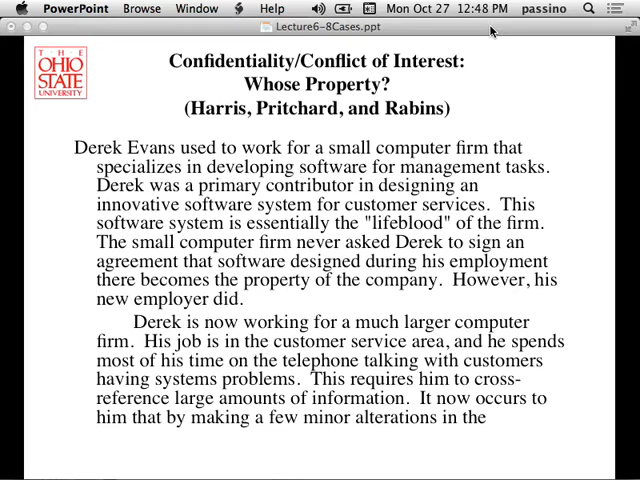 PowerPoint Browse Window Help Mon Oct 27 12:48 PM passino
Lecture6-8Cases.ppt
T · H · E
OHIO
STATE
UNIVERSITY
Confidentiality/Conflict of Interest:
Whose Property?
(Harris, Pritchard, and Rabins)
Derek Evans used to work for a small computer firm that
specializes in developing software for management tasks.
Derek was a primary contributor in designing an
innovative software system for customer services.  This
software system is essentially the "lifeblood" of the firm.
The small computer firm never asked Derek to sign an
agreement that software designed during his employment
there becomes the property of the company.  However, his
new employer did.
Derek is now working for a much larger computer
firm.  His job is in the customer service area, and he spends
most of his time on the telephone talking with customers
having systems problems.  This requires him to cross-
reference large amounts of information.  It now occurs to
him that by making a few minor alterations in the